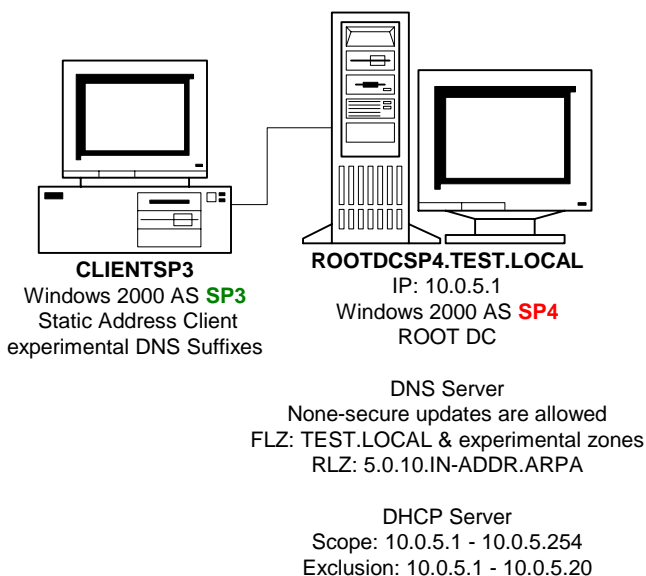 CLIENTSP3
Windows 2000 AS SP3
Static Address Client
experimental DNS Suffixes
ROOTDCSP4.TEST.LOCAL
IP: 10.0.5.1
Windows 2000 AS SP4
ROOT DC
DNS Server
None-secure updates are allowed
FLZ: TEST.LOCAL & experimental zones
RLZ: 5.0.10.IN-ADDR.ARPA
DHCP Server
Scope: 10.0.5.1 - 10.0.5.254
Exclusion: 10.0.5.1 - 10.0.5.20